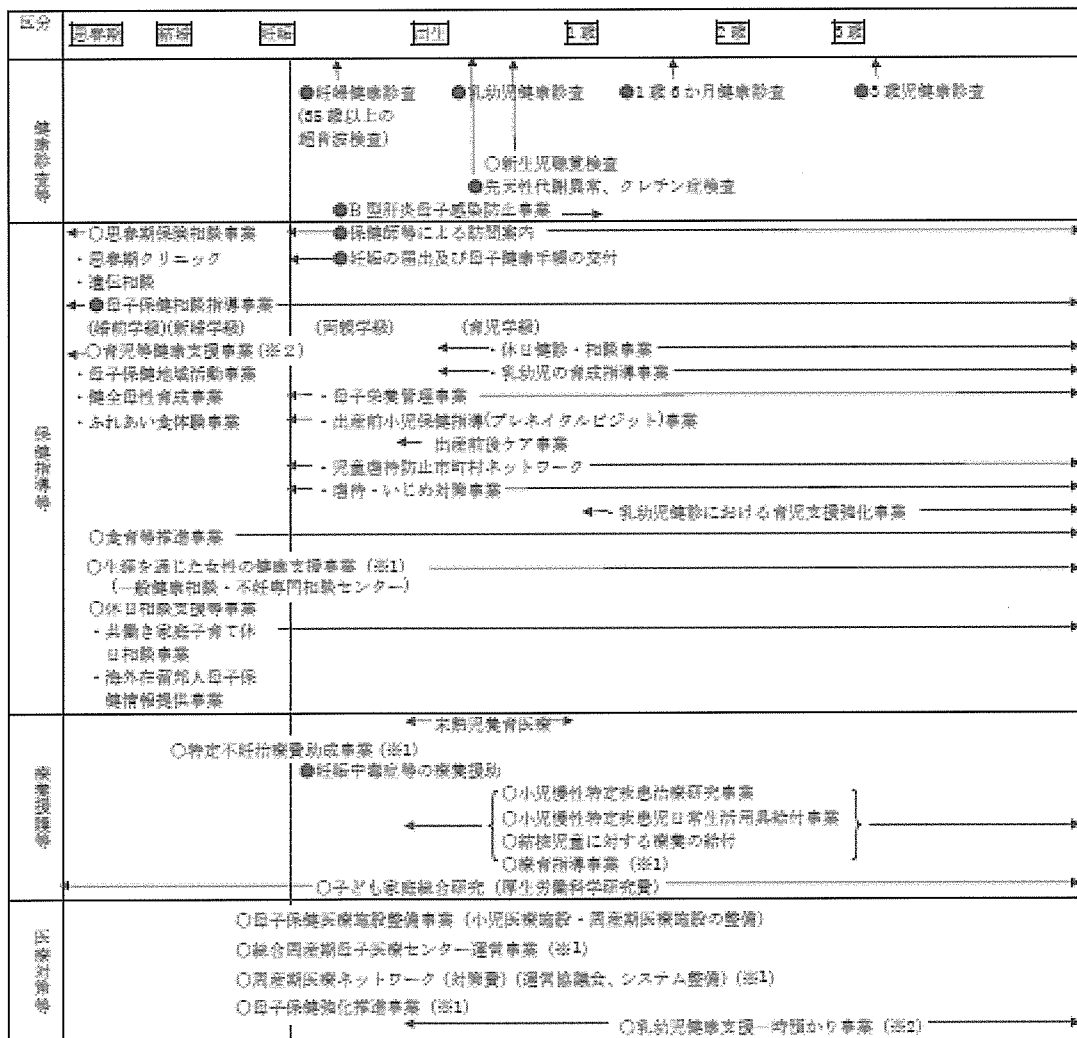 区分
思春期 結婚 妊娠 出生 1歳 2歳 3歳
健康診査等
●妊婦健康診査 ●乳幼児健康診査 ●1歳6か月健康診査 ●3歳児健康診査
(35歳以上の
超音波検査)
○新生児聴覚検査
●先天性代謝異常、クレチン症検査
●B型肝炎母子感染防止事業
保健指導等
○思春期保険相談事業 ●保健師等による訪問案内
・思春期クリニック ●妊娠の届出及び母子健康手帳の交付
・遺伝相談
●母子保健相談指導事業
(婚前学級)(新婚学級) (両親学級) (育児学級)
○育児等健康支援事業(※2) ・休日健診・相談事業
・母子保健地域活動事業 ・乳幼児の育成指導事業
・健全母性育成事業 ・母子栄養管理事業
・ふれあい食体験事業 ・出産前小児保健指導(プレネイタルビジット)事業
出産前後ケア事業
・児童虐待防止市町村ネットワーク
・虐待・いじめ対策事業
・乳幼児健診における育児支援強化事業
○食育等推進事業
○生涯を通じた女性の健康支援事業(※1)
(一般健康相談・不妊専門相談センター)
○休日相談支援等事業
・共働き家庭子育て休
日相談事業
・海外在留邦人母子保
健情報提供事業
療養援護等
未熟児養育医療
○特定不妊治療費助成事業(※1)
●妊娠中毒症等の療養援助
○小児慢性特定疾患治療研究事業
○小児慢性特定疾患児日常生活用具給付事業
○結核児童に対する療養の給付
○療育指導事業(※1)
○子ども家庭総合研究(厚生労働科学研究費)
医療対策等
○母子保健医療施設整備事業(小児医療施設・周産期医療施設の整備)
○総合周産期母子医療センター運営事業(※1)
○周産期医療ネットワーク(対策費)(運営協議会、システム整備)(※1)
○母子保健強化推進事業(※1)
○乳幼児健康支援一時預かり事業(※2)